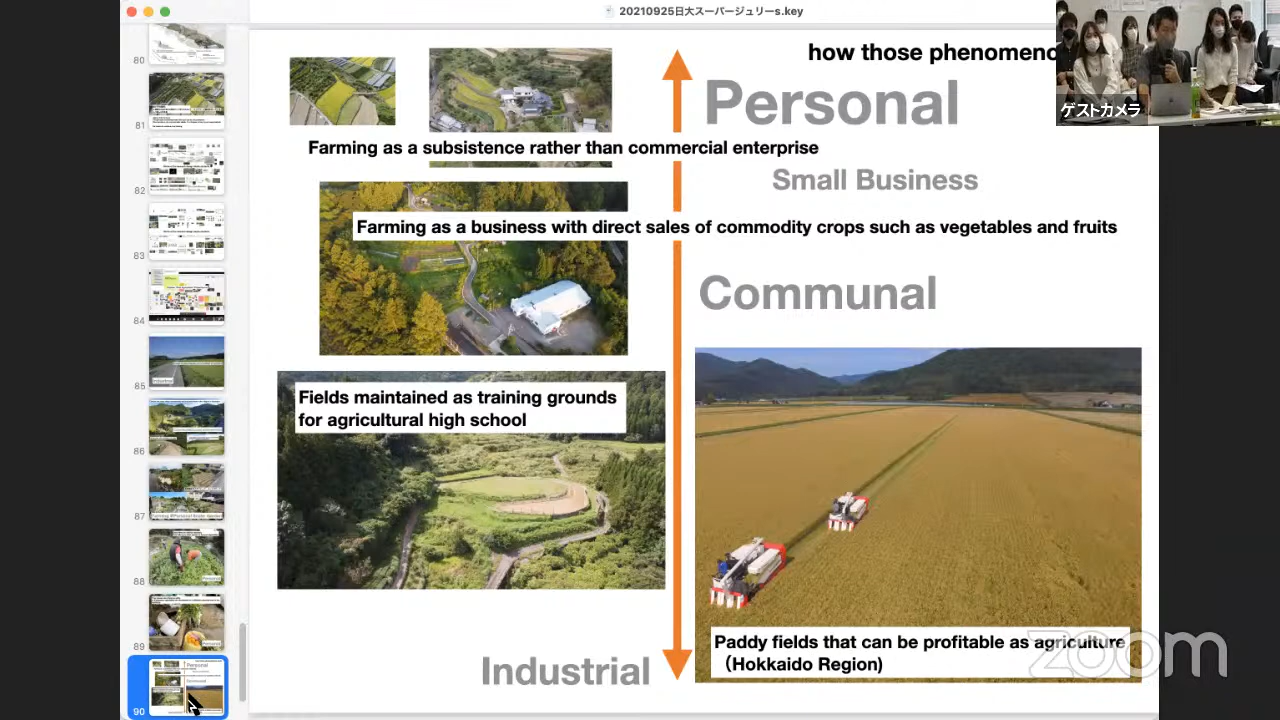 20210925日大スーパージュリーs.key
how those phenomeno
ゲストカメラ
Personal
Farming as a subsistence rather than commercial enterprise
Small Business
Farming as a business with direct sales of commodity crops such as vegetables and fruits
Communal
Fields maintained as training grounds
for agricultural high school
Paddy fields that can be profitable as agriculture
（Hokkaido Region)
Industrial
zoom
80
81
82
83
84
85
86
87
88
89
90